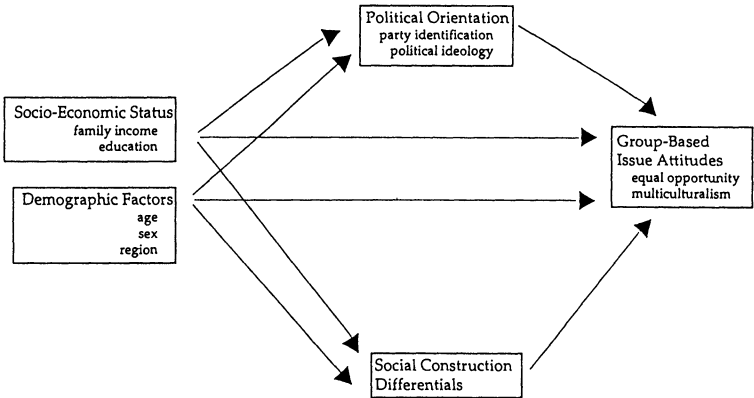 Political Orientation
party identification
political ideology
Socio-Economic Status
family income
education
Group-Based
Issue Attitudes
equal opportunity
multiculturalism
Demographic Factors
age
sex
region
Social Construction
Differentials